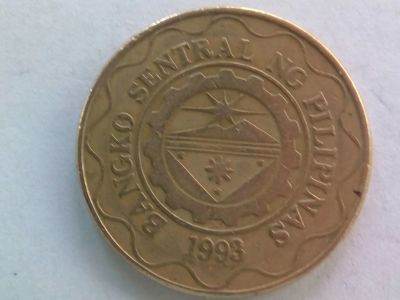 BANGKO SENTRAL NG PILIPINAS
1993